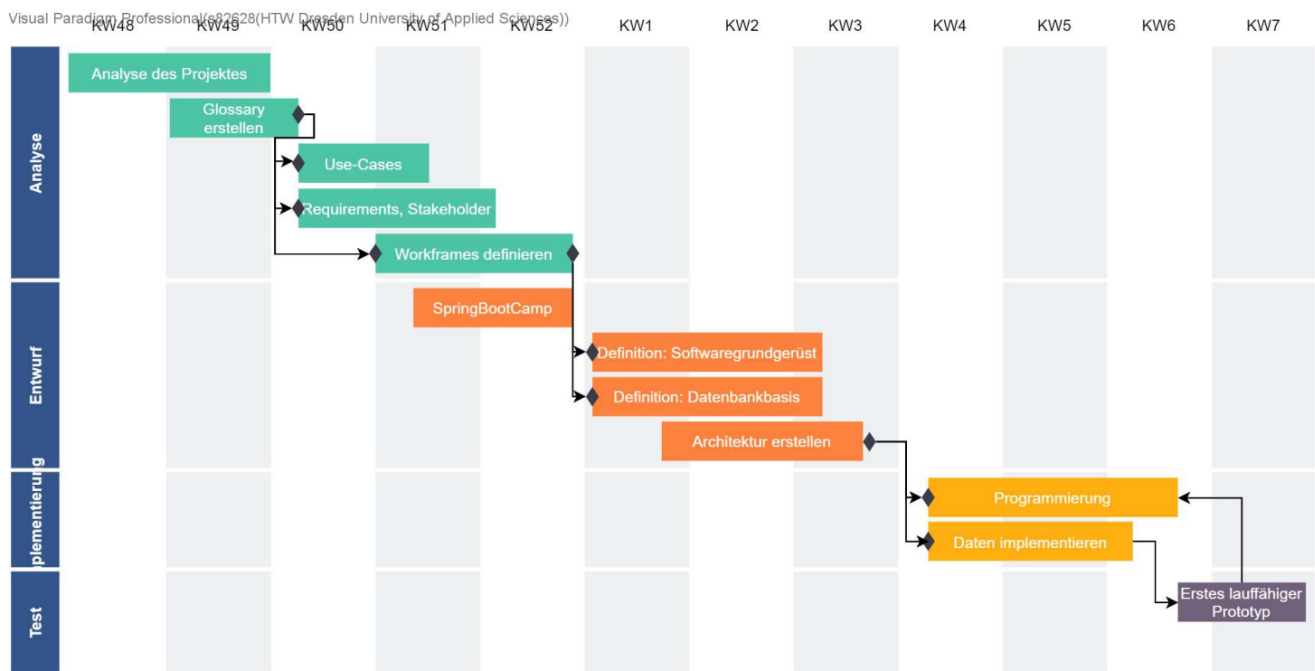 Visual Paradigm Professional(s82628(HTW Dresden University of Applied Sciences))
KW48 KW49 KW50 KW51 KW52 KW1 KW2 KW3 KW4 KW5 KW6 KW7
Analyse
Analyse des Projektes
Glossary
erstellen
Use-Cases
Requirements, Stakeholder
Workframes definieren
Entwurf
SpringBootCamp
Definition: Softwaregrundgerüst
Definition: Datenbankbasis
Architektur erstellen
plementierung
Programmierung
Daten implementieren
Test
Erstes lauffähiger
Prototyp